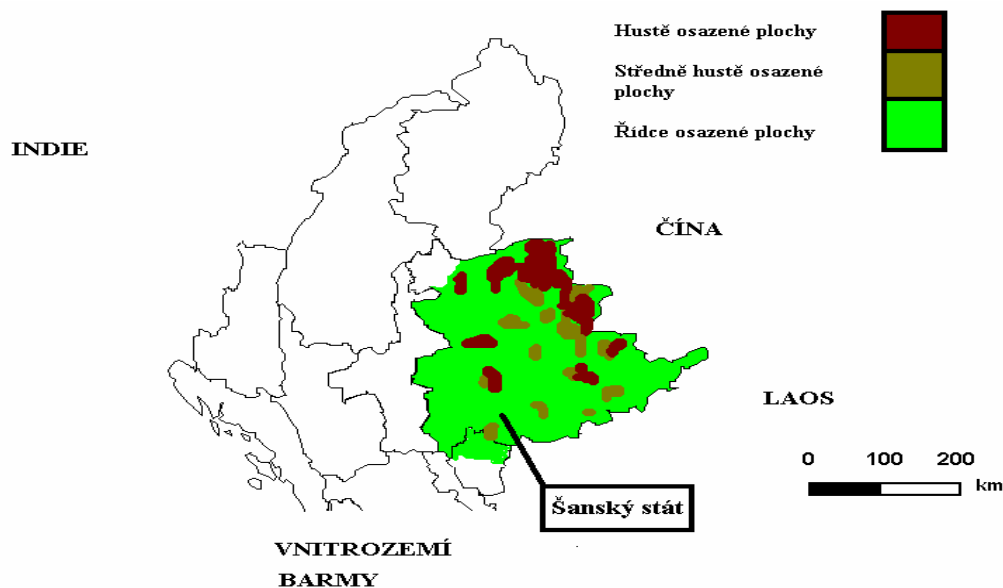 Hustě osazené plochy
Středně hustě osazené
plochy
Řídce osazené plochy
INDIE
ČÍNA
LAOS
0 100 200
km
Šanský stát
VNITROZEMÍ
BARMY